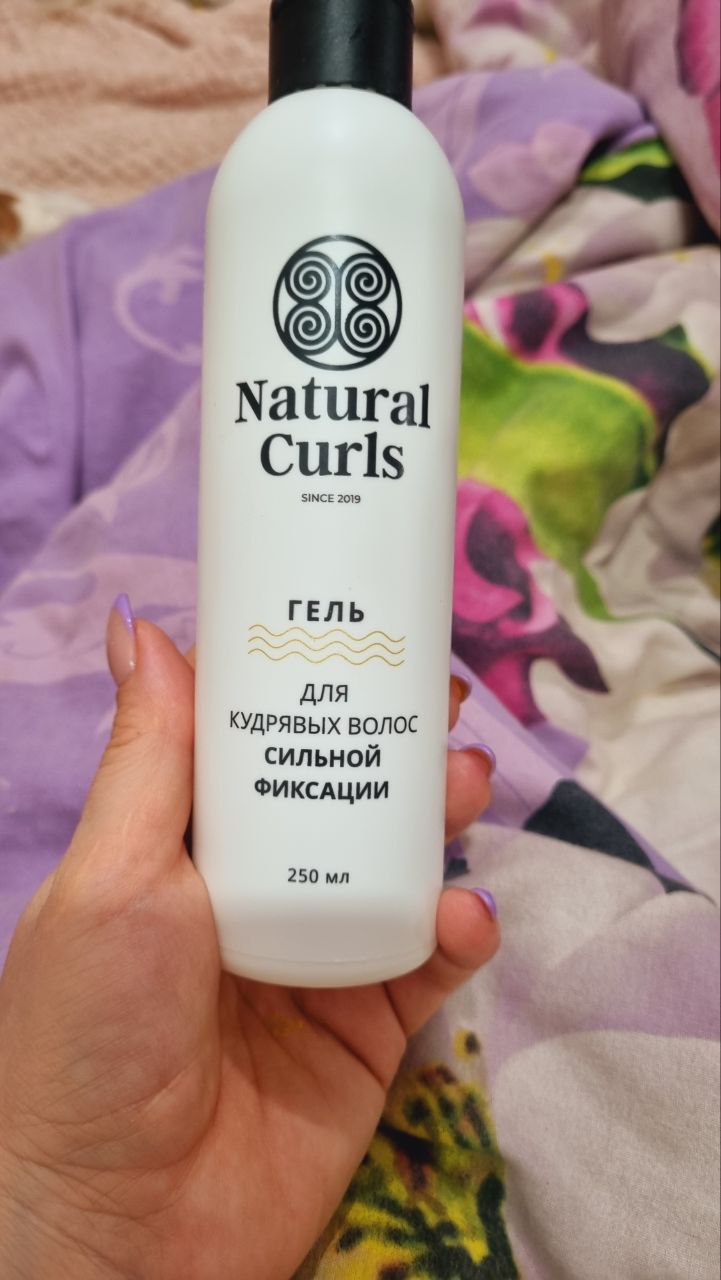 Natural
Curls
SINCE 2019
ГЕЛЬ
ДЛЯ
КУДРЯВЫХ ВОЛОС
СИЛЬНОЙ
ФИКСАЦИИ
250 мл